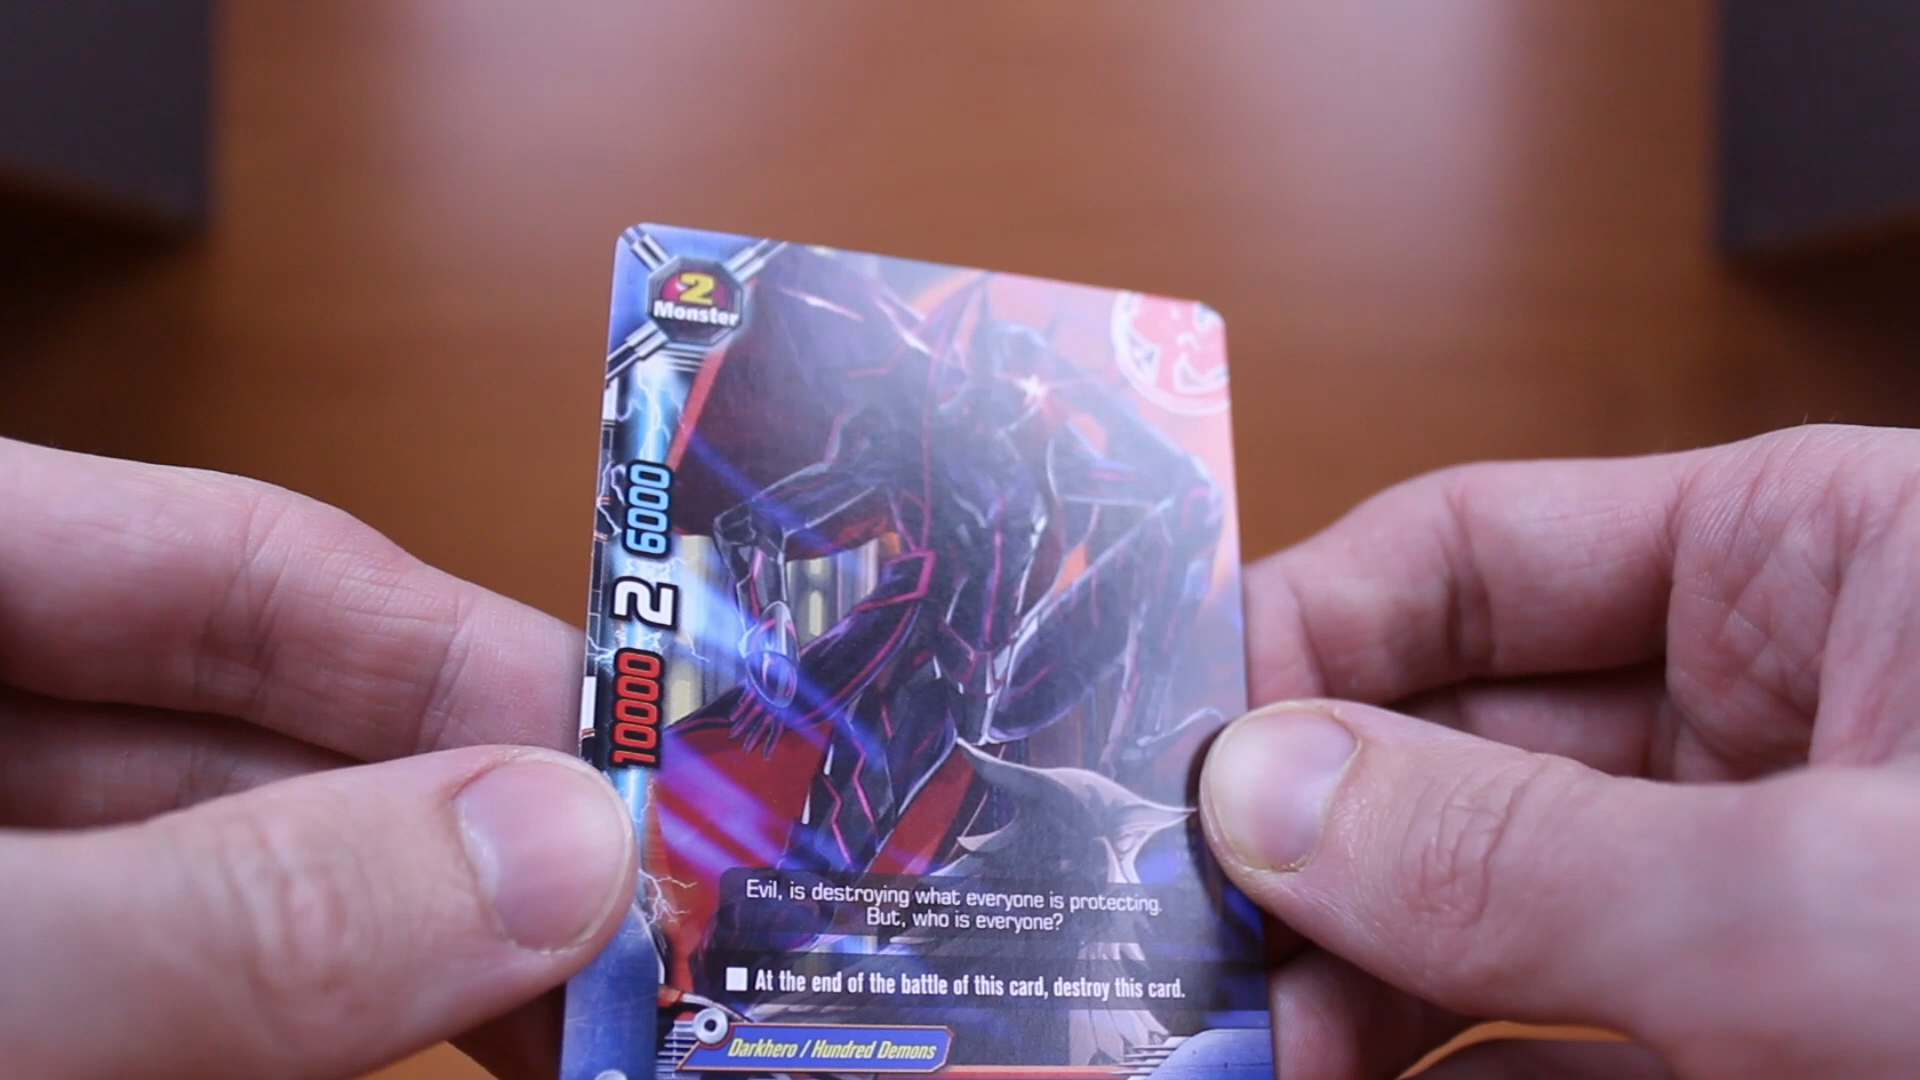 2
Monster
6000
2
10000
Evil, is destroying what everyone is protecting.
But, who is everyone?
At the end of the battle of this card, destroy this card.
Darkhero / Hundred Demons